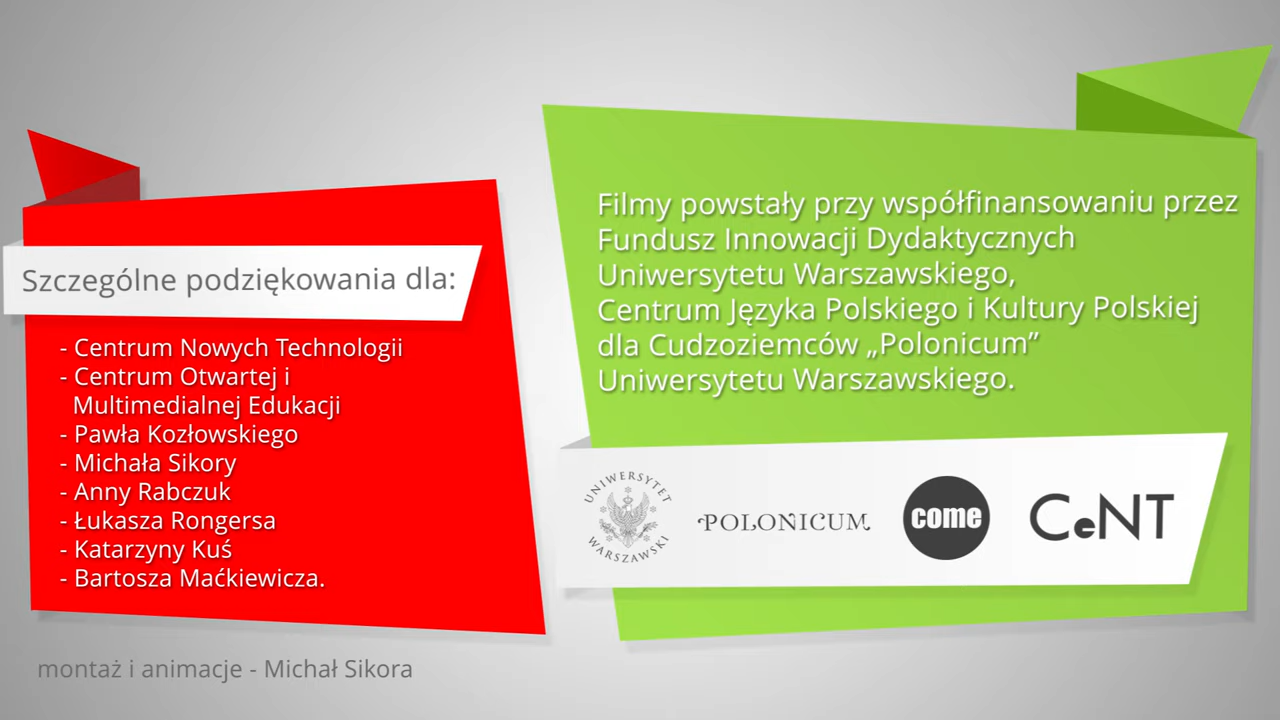 Szczególne podziękowania dla:
- Centrum Nowych Technologii
- Centrum Otwartej i
Multimedialnej Edukacji
- Pawła Kozłowskiego
- Michała Sikory
- Anny Rabczuk
- Łukasza Rongersa
- Katarzyny Kuś
- Bartosza Maćkiewicza.
montaż i animacje - Michał Sikora
Filmy powstały przy współfinansowaniu przez
Fundusz Innowacji Dydaktycznych
Uniwersytetu Warszawskiego,
Centrum Języka Polskiego i Kultury Polskiej
dla Cudzoziemców „Polonicum”
Uniwersytetu Warszawskiego.
UNIWERSYTET WARSZAWSKI
POLONICUM
come
CeNT